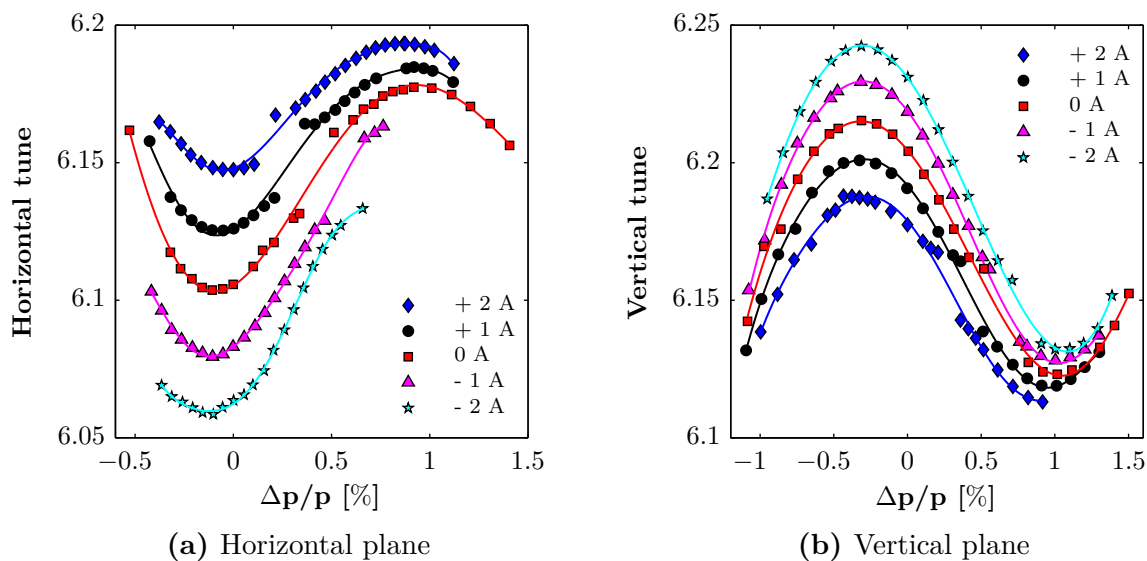 6.2
6.15
6.1
6.05
Horizontal tune
−0.5 0 0.5 1 1.5
Δp/p [%]
+ 2 A
+ 1 A
0 A
- 1 A
- 2 A
(a) Horizontal plane
6.25
6.2
6.15
6.1
Vertical tune
−1 −0.5 0 0.5 1 1.5
Δp/p [%]
+ 2 A
+ 1 A
0 A
- 1 A
- 2 A
(b) Vertical plane